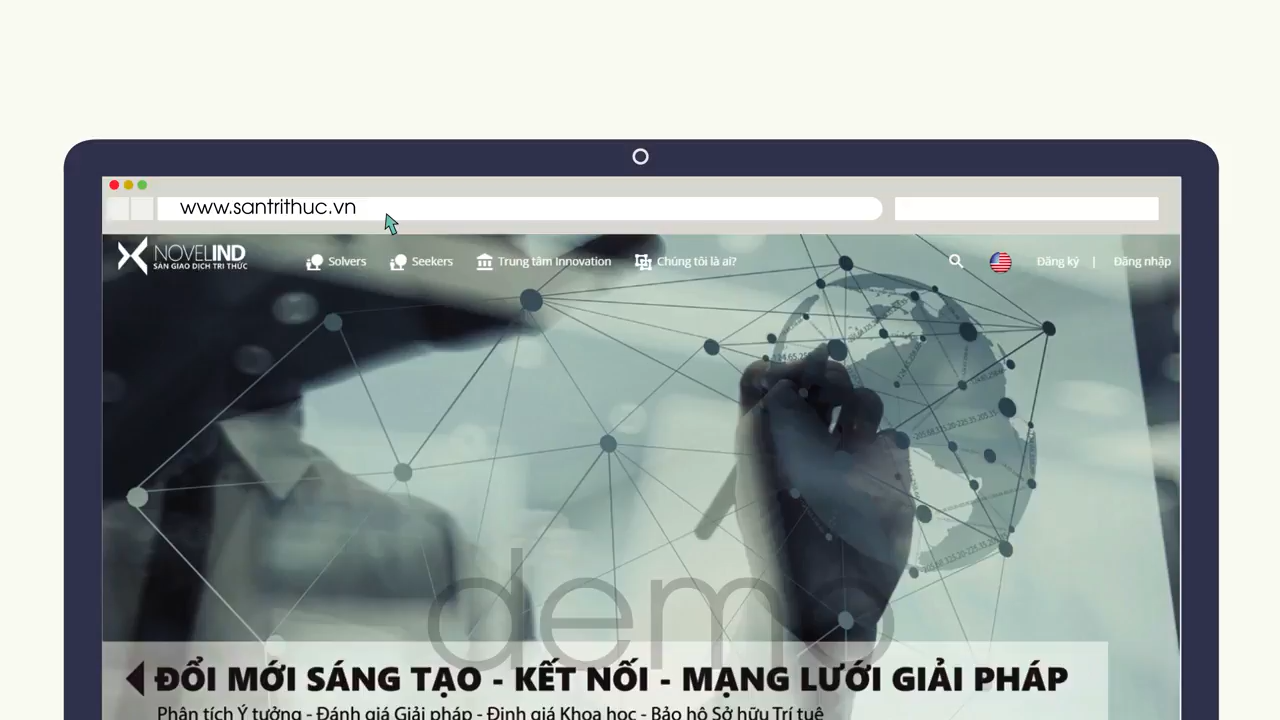 www.santrithuc.vn
NOVELIND
SÀN GIAO DỊCH TRI THỨC
Solvers
Seekers
Trung tâm Innovation
Chúng tôi là ai?
Đăng ký | Đăng nhập
demo
ĐỔI MỚI SÁNG TẠO - KẾT NỐI - MẠNG LƯỚI GIẢI PHÁP
Phân tích Ý tưởng - Đánh giá Giải pháp - Định giá Khoa học - Bảo hộ Sở hữu Trí tuệ